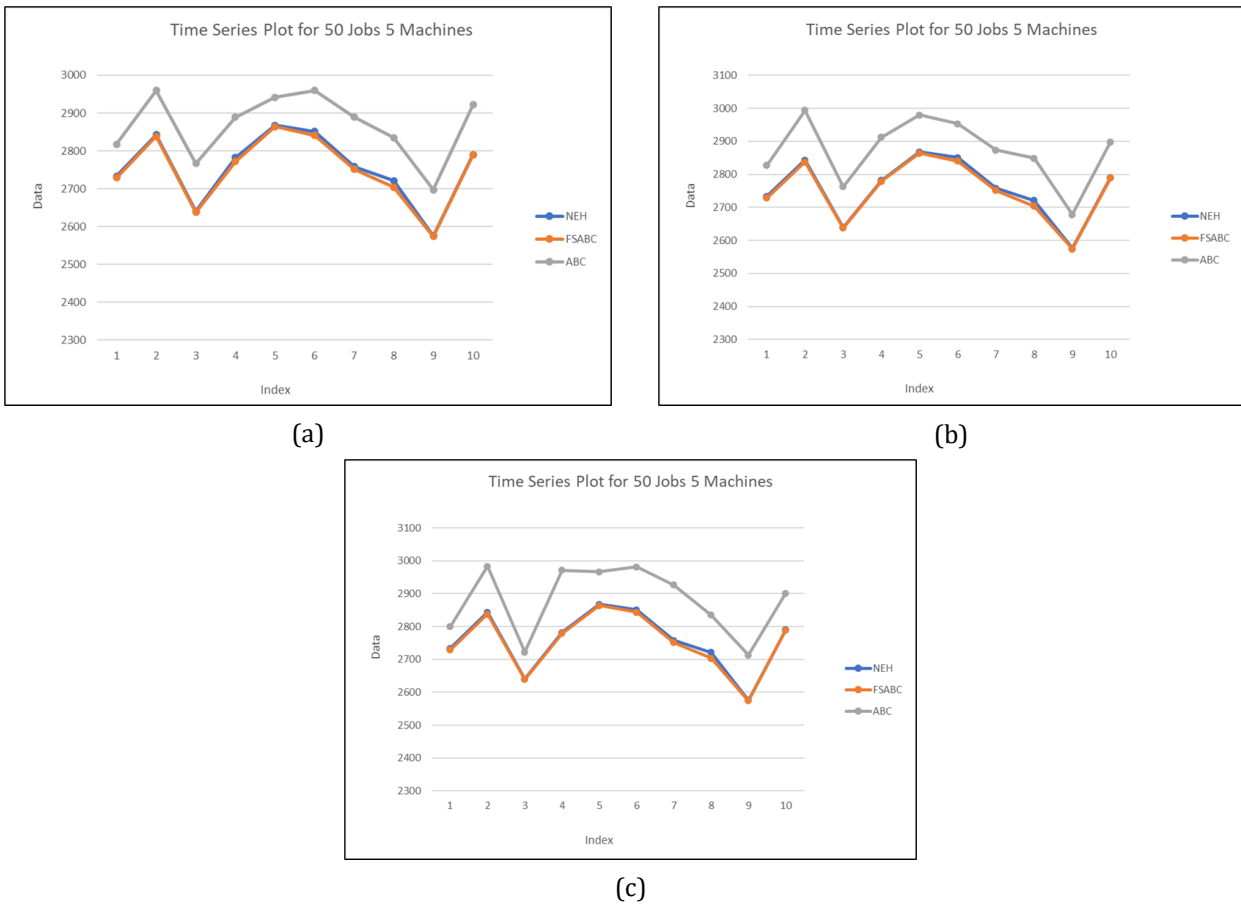 Time Series Plot for 50 Jobs 5 Machines
3000
2900
2800
2700
2600
2500
2400
2300
Data
1 2 3 4 5 6 7 8 9 10
Index
NEH
FSABC
ABC
(a)
Time Series Plot for 50 Jobs 5 Machines
3100
3000
2900
2800
2700
2600
2500
2400
2300
Data
1 2 3 4 5 6 7 8 9 10
Index
NEH
FSABC
ABC
(b)
Time Series Plot for 50 Jobs 5 Machines
3100
3000
2900
2800
2700
2600
2500
2400
2300
Data
1 2 3 4 5 6 7 8 9 10
Index
NEH
FSABC
ABC
(c)